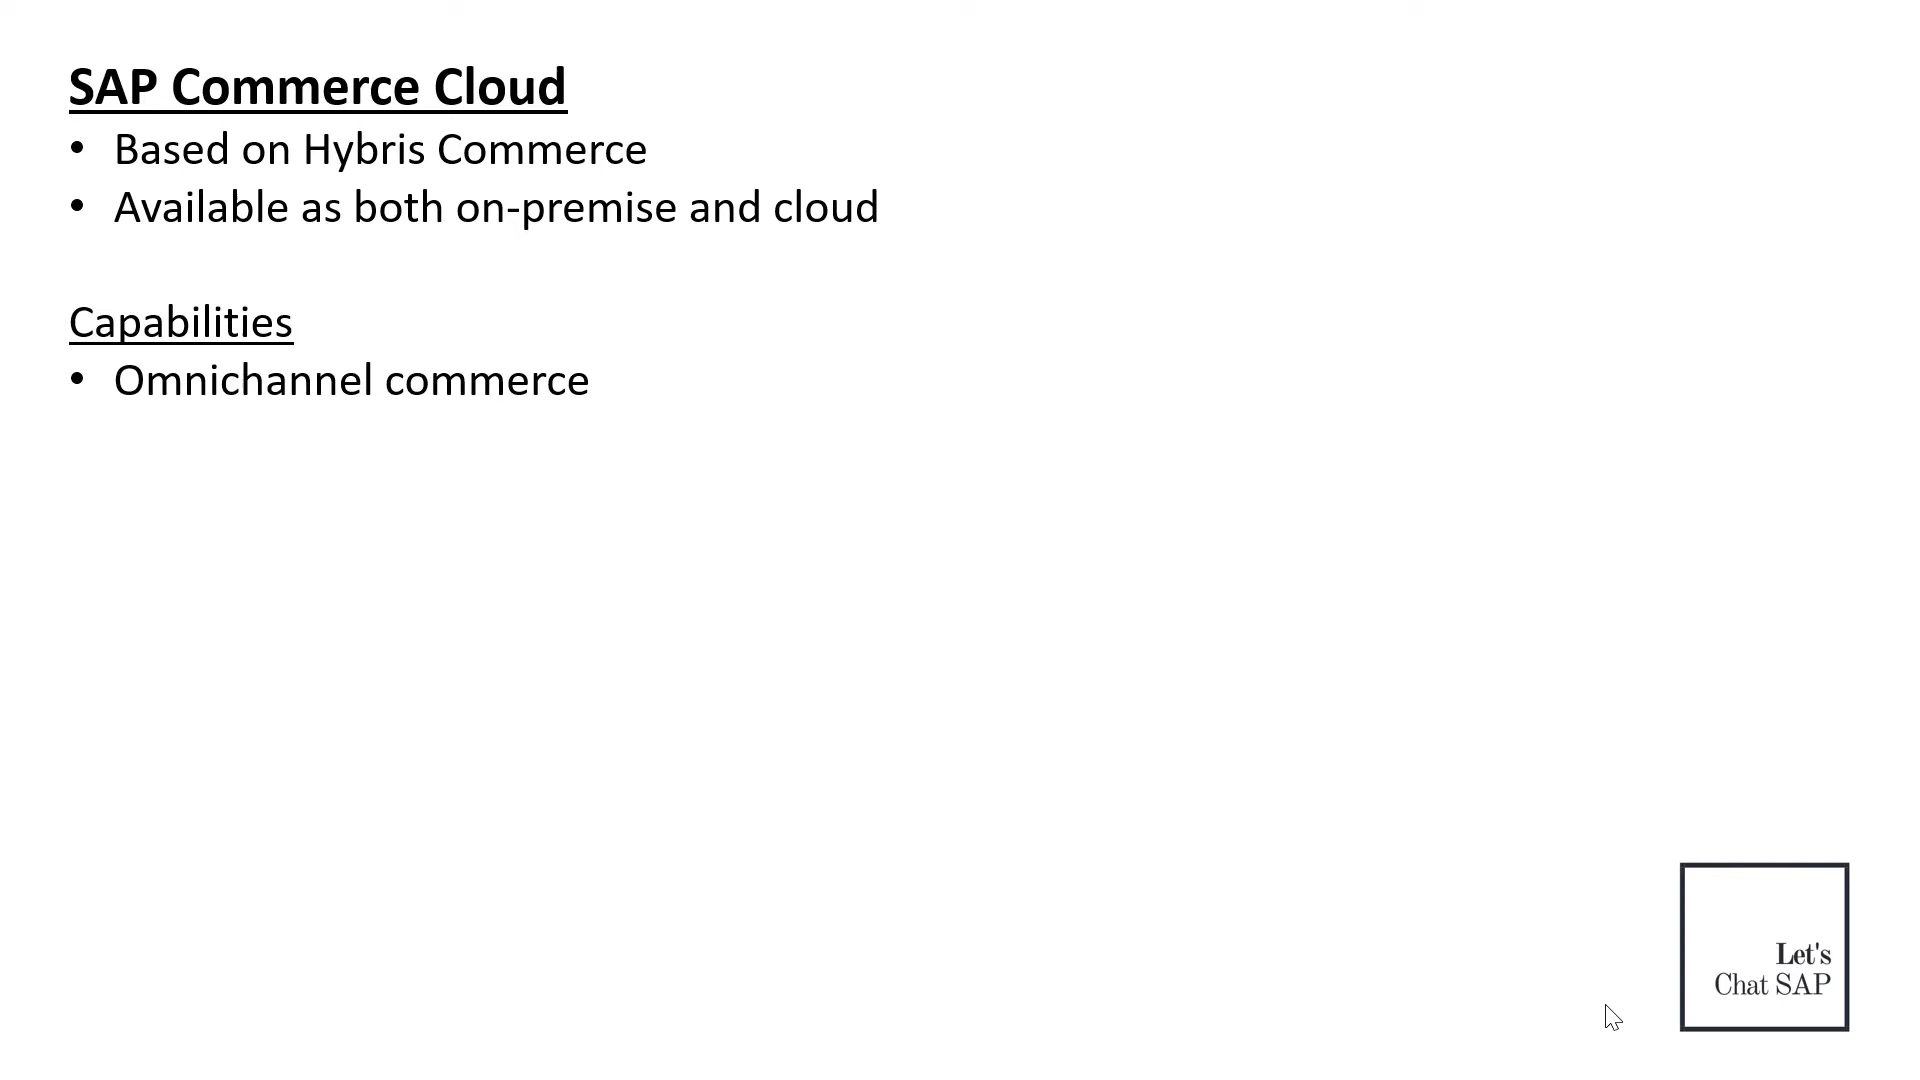 SAP Commerce Cloud
• Based on Hybris Commerce
• Available as both on-premise and cloud
Capabilities
• Omnichannel commerce
Let's
Chat SAP